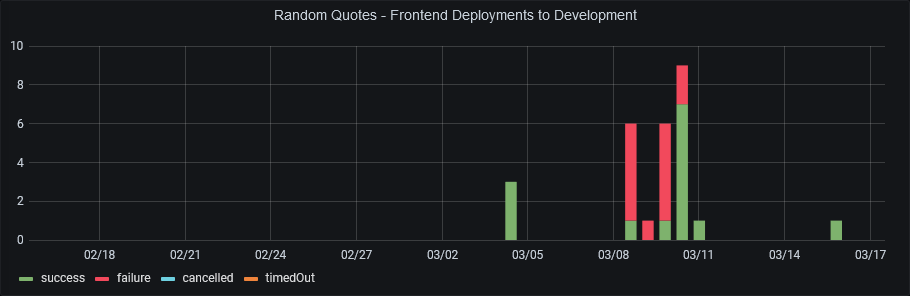 Random Quotes - Frontend Deployments to Development
10
8
6
4
2
0
02/18 02/21 02/24 02/27 03/02 03/05 03/08 03/11 03/14 03/17
success failure cancelled timedOut